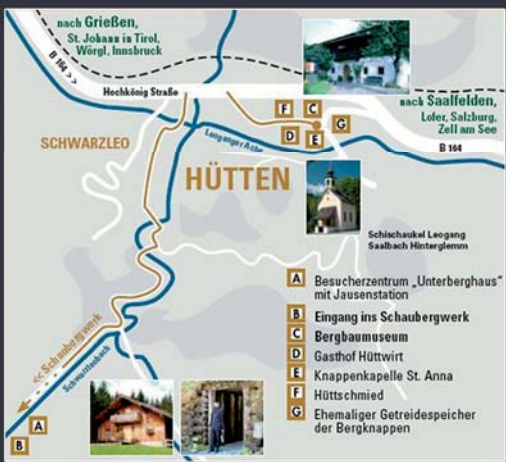 nach Grießen,
St. Johann in Tirol,
Wörgl, Innsbruck
B 164 >>
Hochkönig Straße
nach Saalfelden,
Lofer, Salzburg,
Zell am See
B 164
F
C
G
D
E
SCHWARZLEO
Leoganger Ache
HÜTTEN
Schischaukel Leogang
Saalbach Hinterglemm
A Besucherzentrum „Unterberghaus"
mit Jausenstation
B Eingang ins Schaubergwerk
C Bergbaumuseum
D Gasthof Hüttwirt
E Knappenkapelle St. Anna
F Hüttschmied
G Ehemaliger Getreidespeicher
der Bergknappen
<< Schaubergwerk
Schwarzleobach
A
B